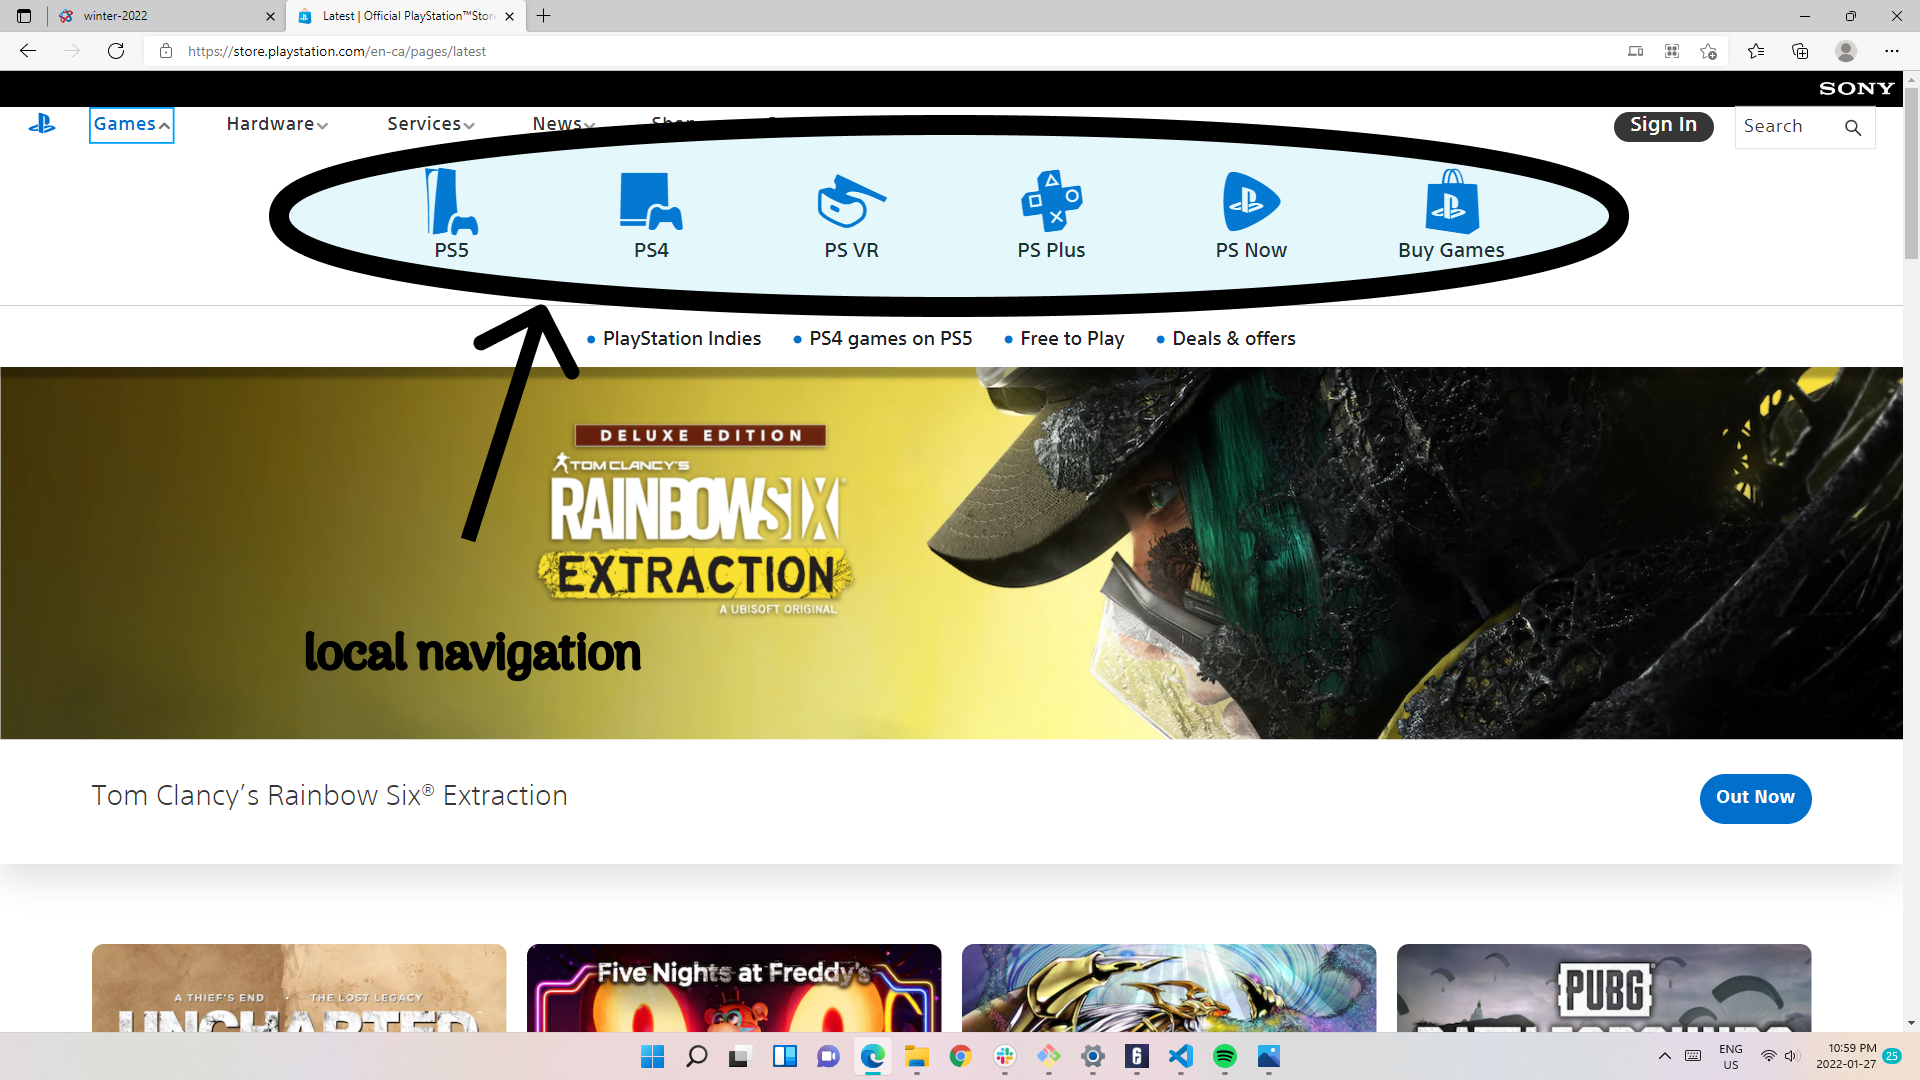 winter-2022
Latest | Official PlayStation™Store
https://store.playstation.com/en-ca/pages/latest
SONY
Games
Hardware
Services
News
Sign In
Search
PS5
PS4
PS VR
PS Plus
PS Now
Buy Games
PlayStation Indies
PS4 games on PS5
Free to Play
Deals & offers
DELUXE EDITION
TOM CLANCY'S
RAINBOWSIX
EXTRACTION
A UBISOFT ORIGINAL
local navigation
Tom Clancy's Rainbow Six® Extraction
Out Now
A THIEF'S END · THE LOST LEGACY
UNCHARTED
Five Nights at Freddy's
PUBG
BATTLEGROUNDS
ENG
US
10:59 PM
2022-01-27
25